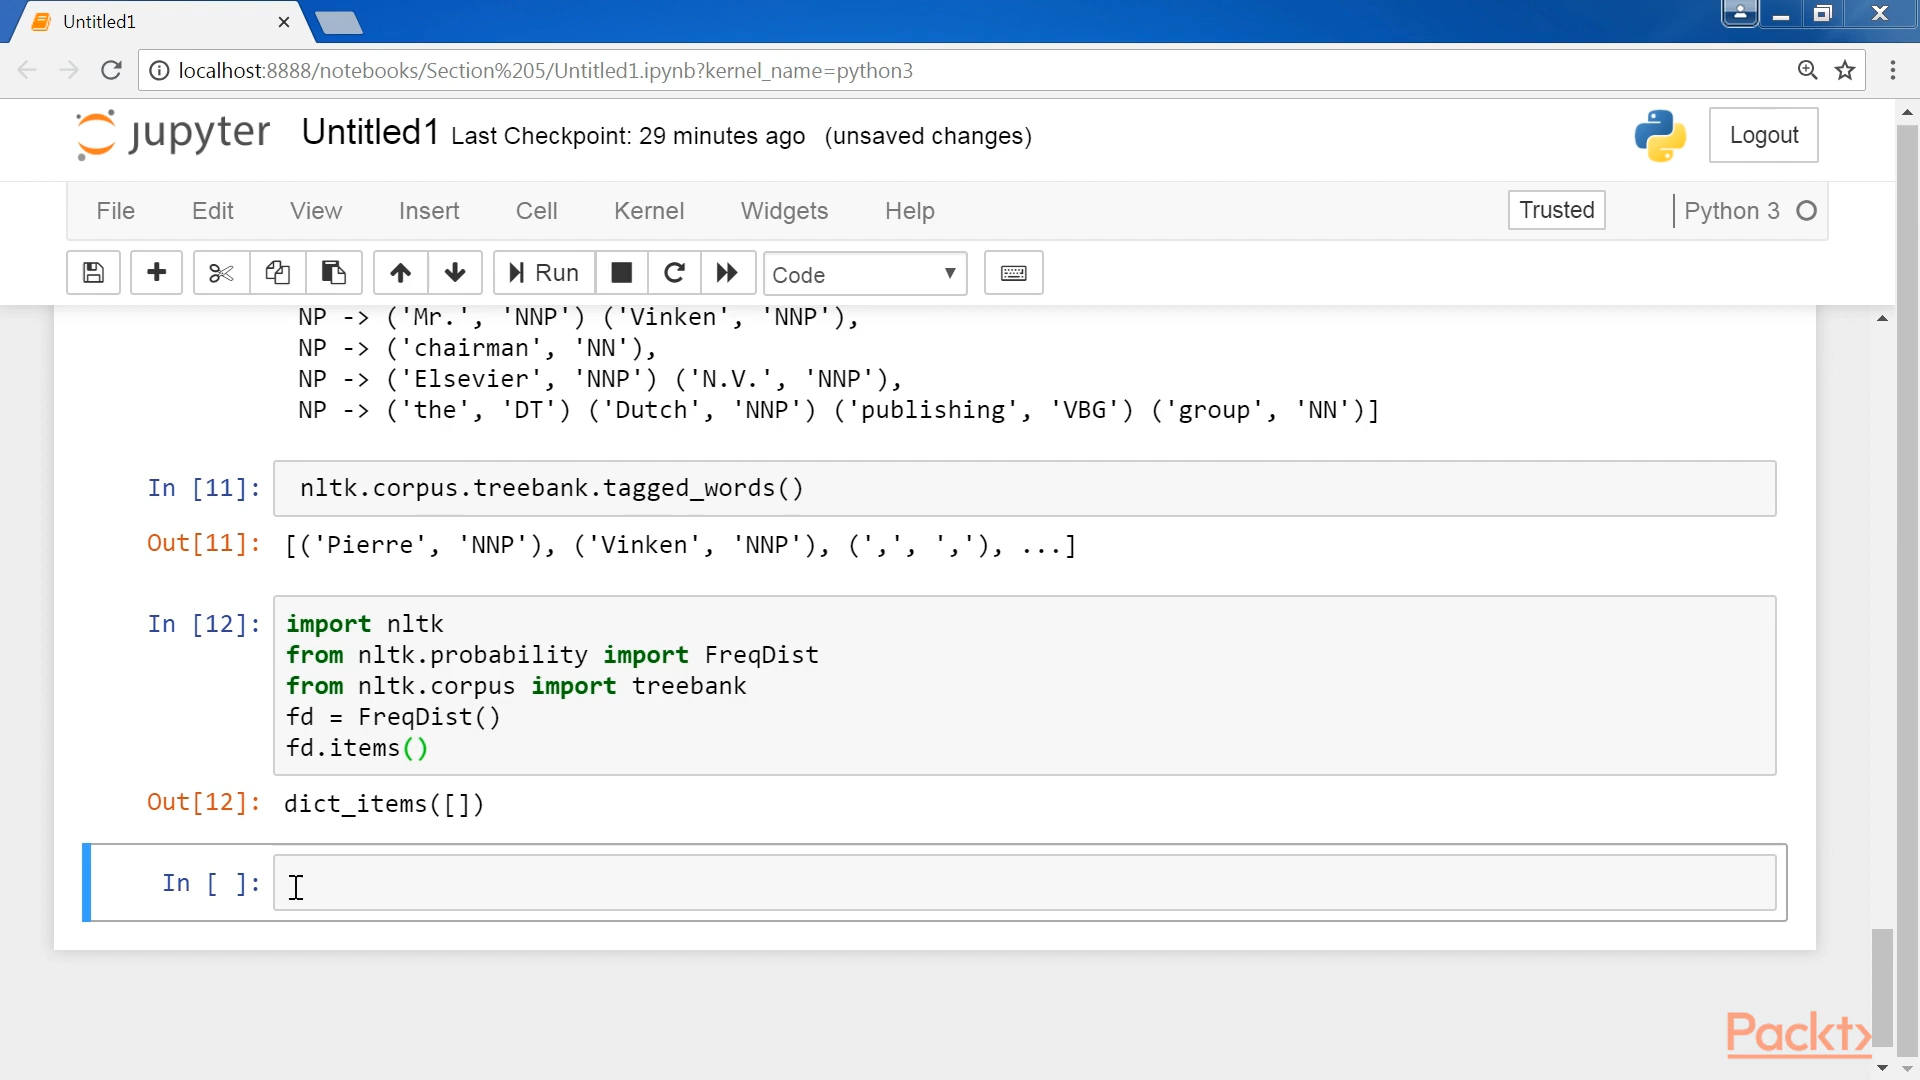 Untitled1
localhost:8888/notebooks/Section%205/Untitled1.ipynb?kernel_name=python3
jupyter Untitled1 Last Checkpoint: 29 minutes ago (unsaved changes) Logout
File Edit View Insert Cell Kernel Widgets Help Trusted Python 3
Run Code
NP -> ('Mr.', 'NNP') ('Vinken', 'NNP'),
NP -> ('chairman', 'NN'),
NP -> ('Elsevier', 'NNP') ('N.V.', 'NNP'),
NP -> ('the', 'DT') ('Dutch', 'NNP') ('publishing', 'VBG') ('group', 'NN')]
In [11]: nltk.corpus.treebank.tagged_words()
Out[11]: [('Pierre', 'NNP'), ('Vinken', 'NNP'), (',', ','), ...]
In [12]: import nltk
from nltk.probability import FreqDist
from nltk.corpus import treebank
fd = FreqDist()
fd.items()
Out[12]: dict_items([])
In [ ]:
Packt